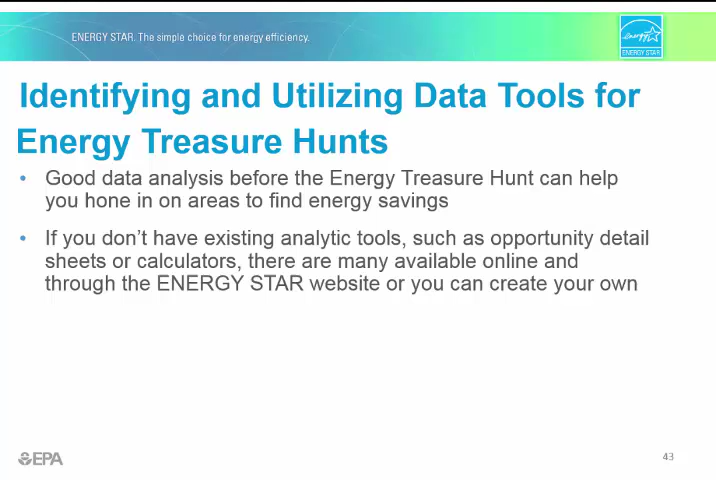 ENERGY STAR. The simple choice for energy efficiency.
energy
ENERGY STAR
Identifying and Utilizing Data Tools for
Energy Treasure Hunts
• Good data analysis before the Energy Treasure Hunt can help
you hone in on areas to find energy savings
• If you don’t have existing analytic tools, such as opportunity detail
sheets or calculators, there are many available online and
through the ENERGY STAR website or you can create your own
EPA
43